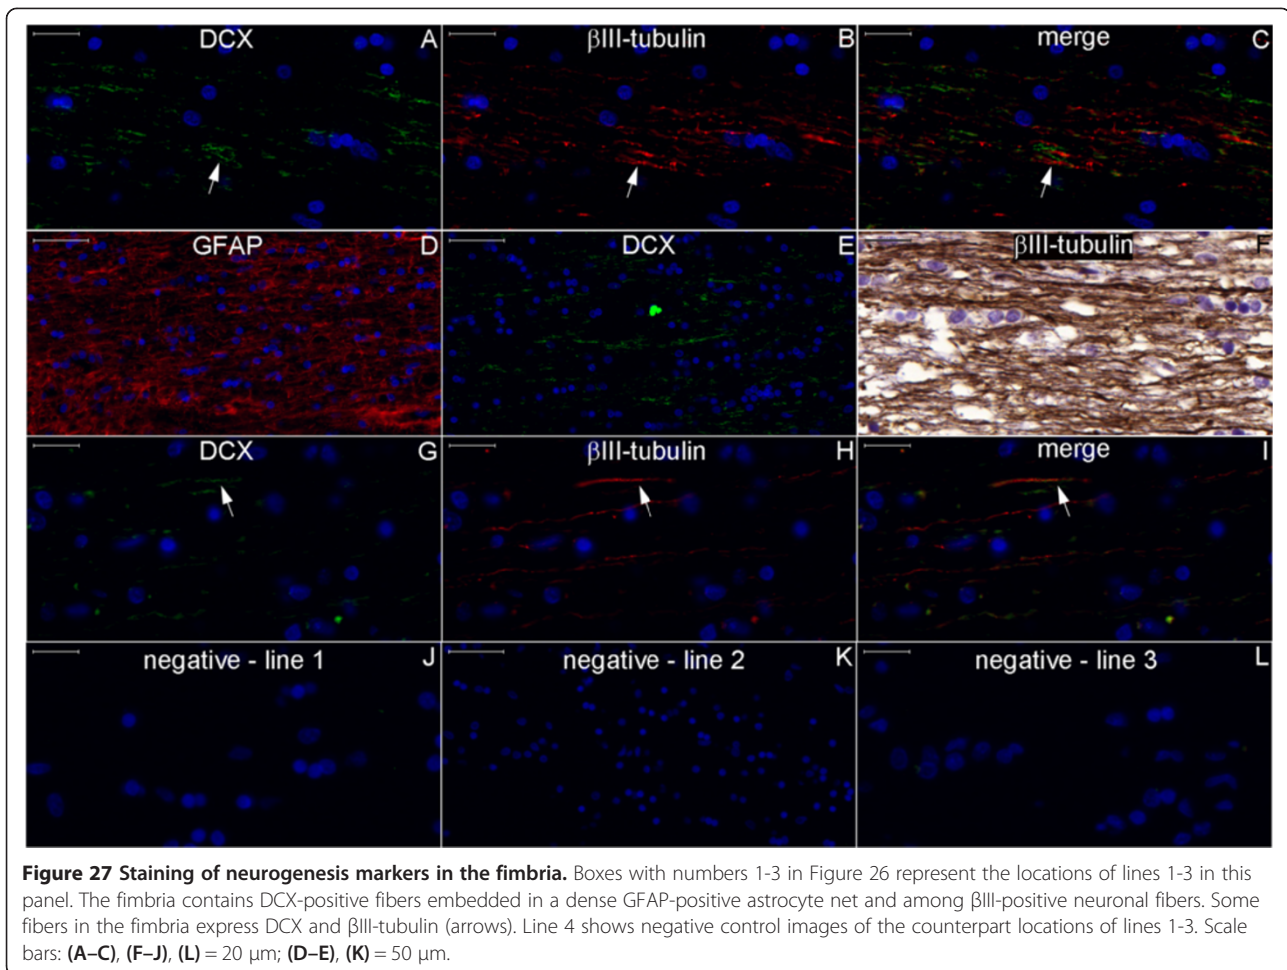 DCX A
βIII-tubulin B
merge C
GFAP D
DCX E
βIII-tubulin F
DCX G
βIII-tubulin H
merge I
negative - line 1 J
negative - line 2 K
negative - line 3 L
Figure 27 Staining of neurogenesis markers in the fimbria. Boxes with numbers 1-3 in Figure 26 represent the locations of lines 1-3 in this
panel. The fimbria contains DCX-positive fibers embedded in a dense GFAP-positive astrocyte net and among βIII-positive neuronal fibers. Some
fibers in the fimbria express DCX and βIII-tubulin (arrows). Line 4 shows negative control images of the counterpart locations of lines 1-3. Scale
bars: (A–C), (F–J), (L) = 20 µm; (D–E), (K) = 50 µm.